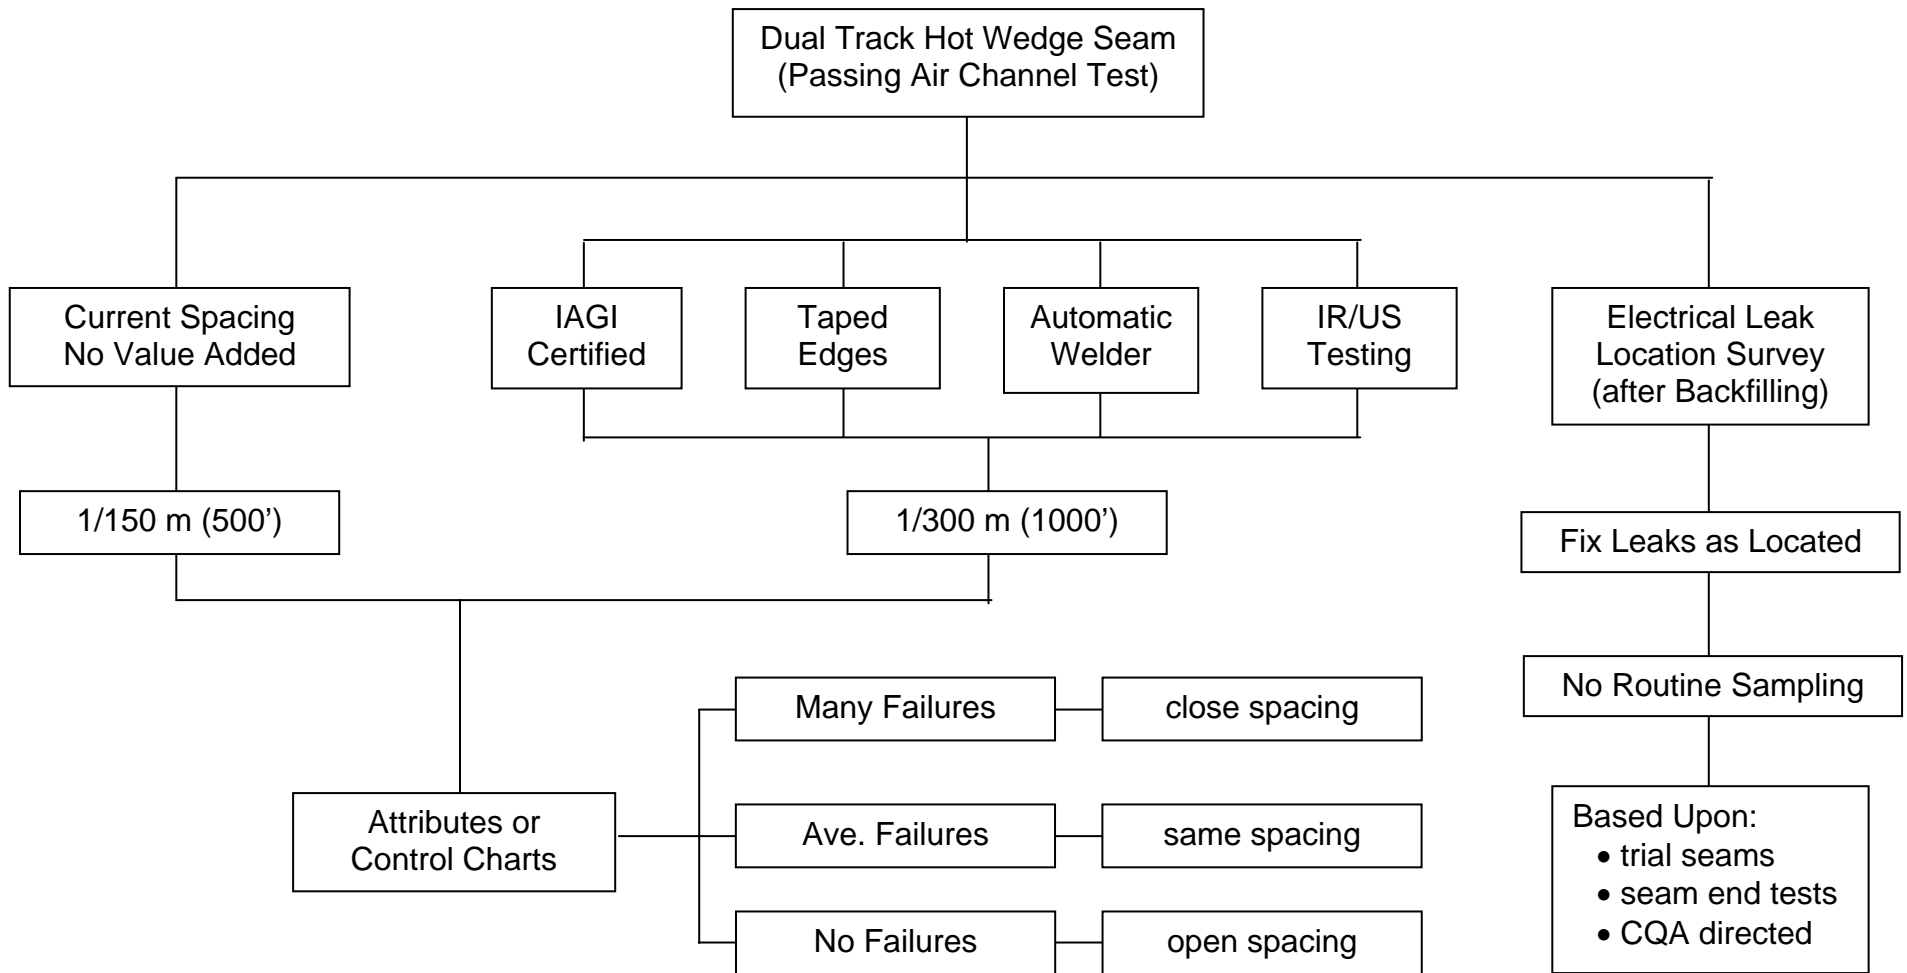 Dual Track Hot Wedge Seam
(Passing Air Channel Test)
Current Spacing
No Value Added
IAGI
Certified
Taped
Edges
Automatic
Welder
IR/US
Testing
Electrical Leak
Location Survey
(after Backfilling)
1/150 m (500’)
1/300 m (1000’)
Fix Leaks as Located
No Routine Sampling
Many Failures
close spacing
Attributes or
Control Charts
Ave. Failures
same spacing
No Failures
open spacing
Based Upon:
• trial seams
• seam end tests
• CQA directed